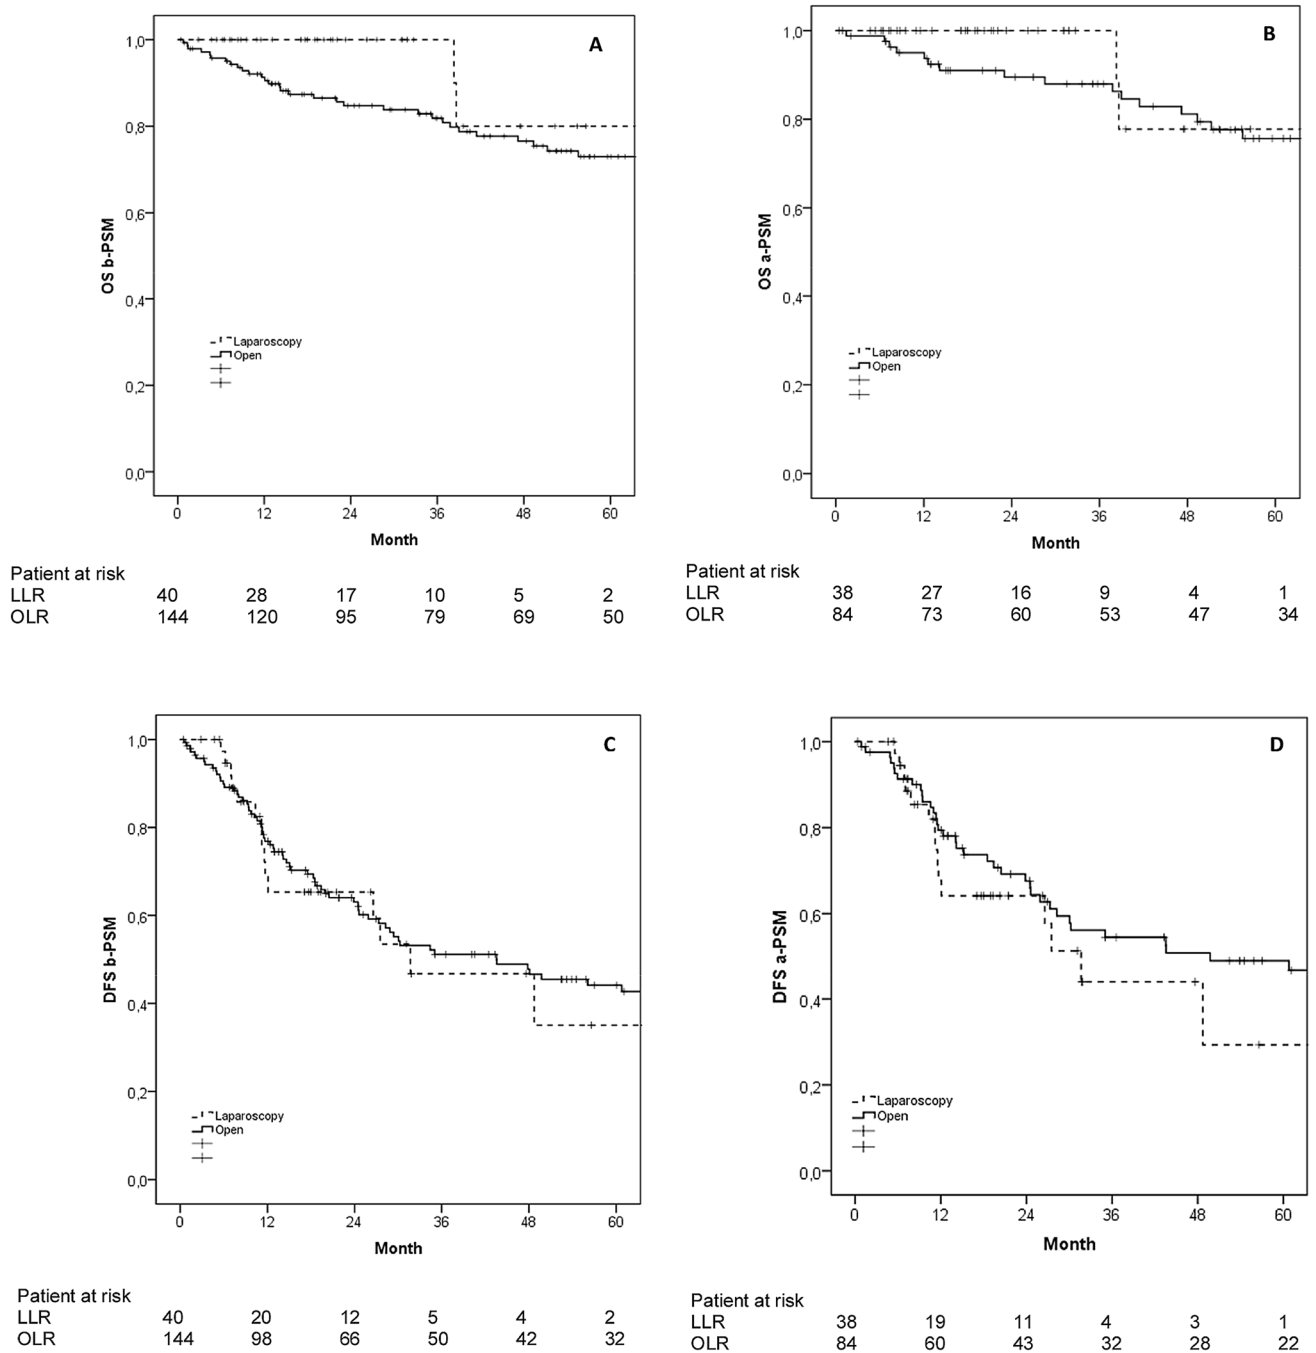 A
OS b-PSM
1,0
0,8
0,6
0,4
0,2
0,0
Laparoscopy
Open
0 12 24 36 48 60
Month
Patient at risk
LLR 40 28 17 10 5 2
OLR 144 120 95 79 69 50
B
OS a-PSM
1,0
0,8
0,6
0,4
0,2
0,0
Laparoscopy
Open
0 12 24 36 48 60
Month
Patient at risk
LLR 38 27 16 9 4 1
OLR 84 73 60 53 47 34
C
DFS b-PSM
1,0
0,8
0,6
0,4
0,2
0,0
Laparoscopy
Open
0 12 24 36 48 60
Month
Patient at risk
LLR 40 20 12 5 4 2
OLR 144 98 66 50 42 32
D
DFS a-PSM
1,0
0,8
0,6
0,4
0,2
0,0
Laparoscopy
Open
0 12 24 36 48 60
Month
Patient at risk
LLR 38 19 11 4 3 1
OLR 84 60 43 32 28 22